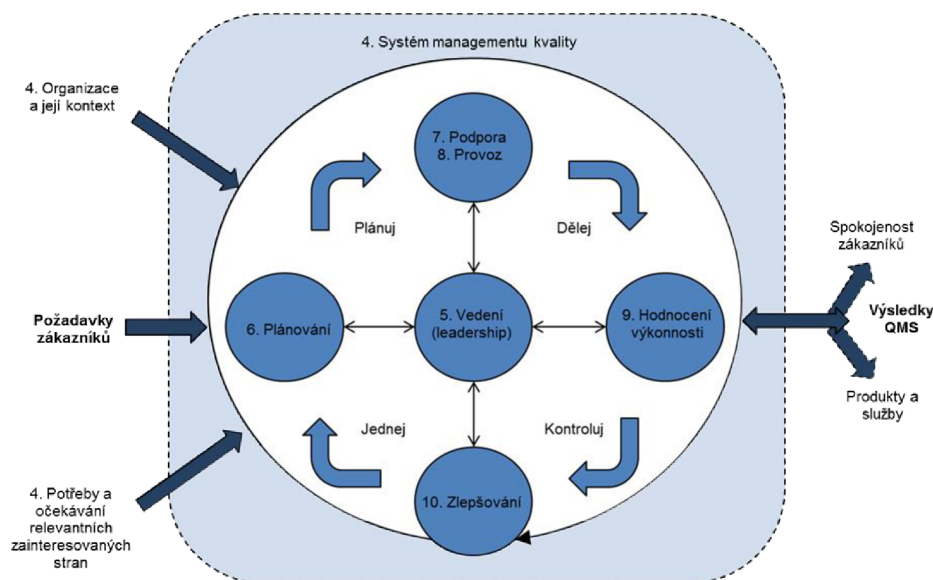 4. Systém managementu kvality
4. Organizace
a její kontext
7. Podpora
8. Provoz
Plánuj
Dělej
Spokojenost
zákazníků
Požadavky
zákazníků
6. Plánování
5. Vedení
(leadership)
9. Hodnocení
výkonnosti
Výsledky
QMS
Produkty a
služby
Jednej
Kontroluj
4. Potřeby a
očekávání
relevantních
zainteresovaných
stran
10. Zlepšování